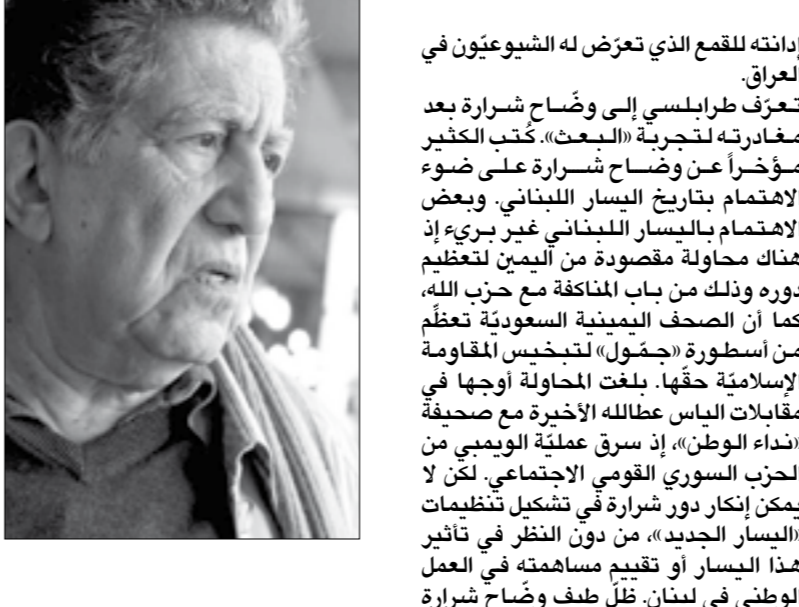 إدانته للقمع الذي تعرّض له الشيوعيّون في
العراق.
تعرّف طرابلسي إلى وضّاح شرارة بعد
مغادرته لتجربة «البعث». كُتب الكثير
مؤخراً عن وضاح شرارة على ضوء
الاهتمام بتاريخ اليسار اللبناني. وبعض
الاهتمام باليسار اللبناني غير بريء إذ
هناك محاولة مقصودة من اليمين لتعظيم
دوره وذلك من باب المناكفة مع حزب الله،
كما أن الصحف اليمينية السعوديّة تعظّم
من أسطورة «جمّول» لتبخيس المقاومة
الإسلاميّة حقّها. بلغت المحاولة أوجها في
مقابلات الياس عطالله الأخيرة مع صحيفة
«نداء الوطن»، إذ سرق عمليّة الويمبي من
الحزب السوري القومي الاجتماعي. لكن لا
يمكن إنكار دور شرارة في تشكيل تنظيمات
«اليسار الجديد»، من دون النظر في تأثير
هذا اليسار أو تقييم مساهمته في العمل
الوطني في لبنان. ظلّ طيف وضّاح شرارة